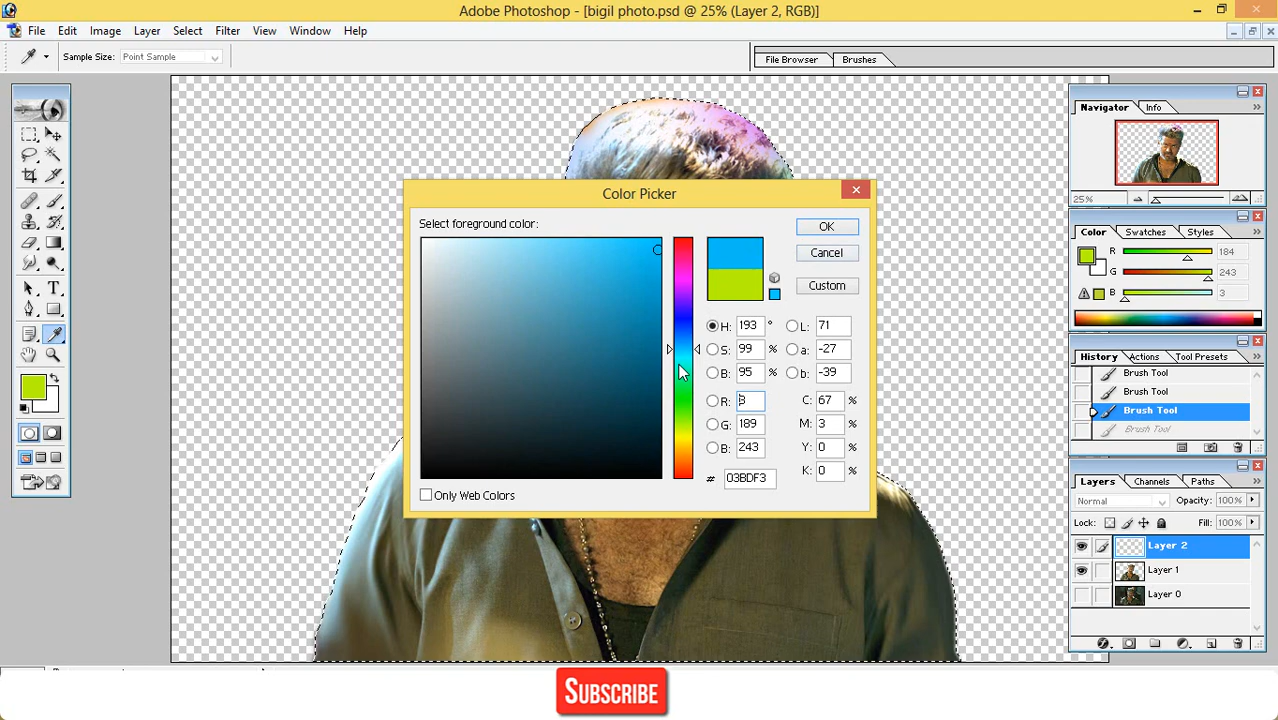 Adobe Photoshop - [bigil photo.psd @ 25% (Layer 2, RGB)]
File Edit Image Layer Select Filter View Window Help
Sample Size: Point Sample
File Browser Brushes
Navigator Info
25%
Color Swatches Styles
R 184
G 243
B 3
History Actions Tool Presets
Brush Tool
Brush Tool
Brush Tool
Brush Tool
Layers Channels Paths
Normal Opacity: 100%
Lock: Fill: 100%
Layer 2
Layer 1
Layer 0
Color Picker
Select foreground color:
OK
Cancel
Custom
H: 193 ° L: 71
S: 99 % a: -27
B: 95 % b: -39
R: 3 C: 67 %
G: 189 M: 3 %
B: 243 Y: 0 %
K: 0 %
# 03BDF3
Only Web Colors
T
SUBSCRIBE